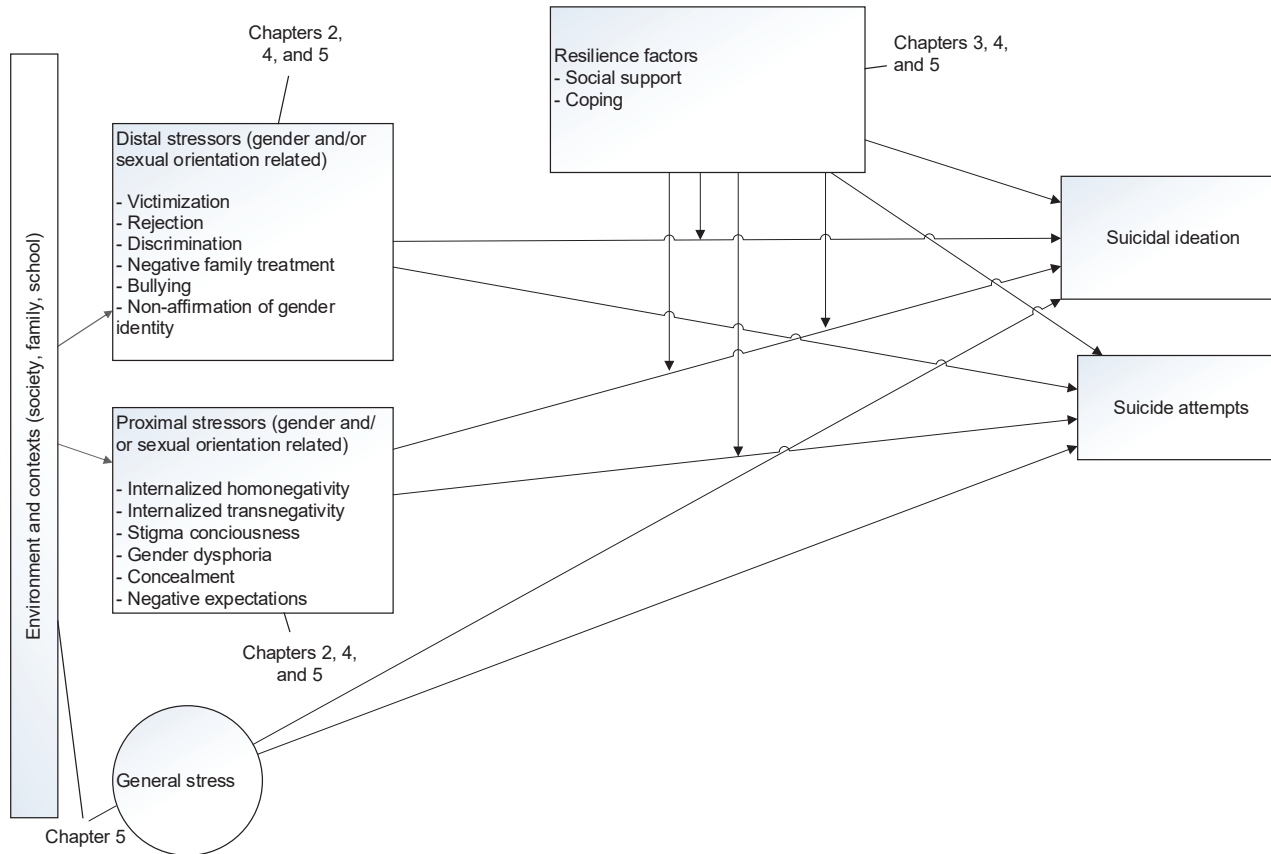 Chapters 2,
4, and 5
Resilience factors
- Social support
- Coping
Chapters 3, 4,
and 5
Environment and contexts (society, family, school)
Distal stressors (gender and/or
sexual orientation related)
- Victimization
- Rejection
- Discrimination
- Negative family treatment
- Bullying
- Non-affirmation of gender
identity
Suicidal ideation
Suicide attempts
Proximal stressors (gender and/
or sexual orientation related)
- Internalized homonegativity
- Internalized transnegativity
- Stigma conciousness
- Gender dysphoria
- Concealment
- Negative expectations
Chapters 2, 4,
and 5
General stress
Chapter 5